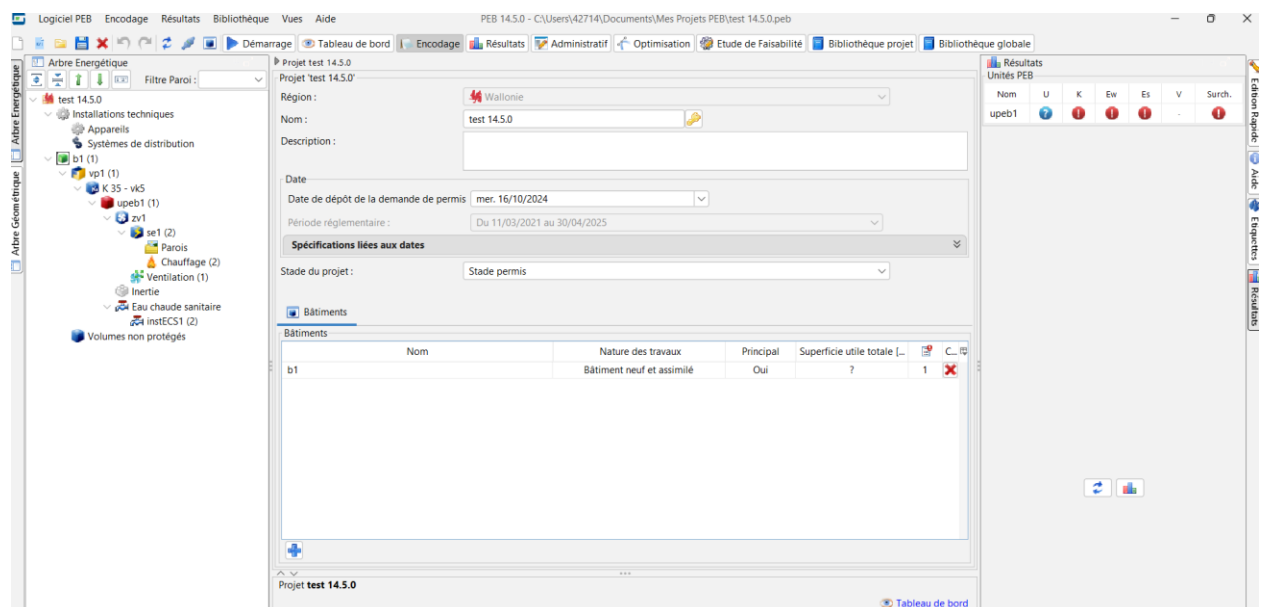 Logiciel PEB Encodage Résultats Bibliothèque Vues Aide PEB 14.5.0 - C:\Users\42714\Documents\Mes Projets PEB\test 14.5.0.peb
Démarrage Tableau de bord Encodage Résultats Administratif Optimisation Etude de Faisabilité Bibliothèque projet Bibliothèque globale
Arbre Energétique
Arbre Géométrique
Arbre Energétique
Filtre Paroi :
test 14.5.0
Installations techniques
Appareils
Systèmes de distribution
b1 (1)
vp1 (1)
K 35 - vk5
upeb1 (1)
zv1
se1 (2)
Parois
Chauffage (2)
Ventilation (1)
Inertie
Eau chaude sanitaire
instECS1 (2)
Volumes non protégés
Projet test 14.5.0
Projet 'test 14.5.0'
Région : Wallonie
Nom : test 14.5.0
Description :
Date
Date de dépôt de la demande de permis mer. 16/10/2024
Période réglementaire : Du 11/03/2021 au 30/04/2025
Spécifications liées aux dates
Stade du projet : Stade permis
Bâtiments
Bâtiments
Nom Nature des travaux Principal Superficie utile totale [... C...
b1 Bâtiment neuf et assimilé Oui ? 1
Projet test 14.5.0
Tableau de bord
Résultats
Unités PEB
Nom U K Ew Es V Surch.
upeb1 ? ! ! ! - !
Edition Rapide
Aide
Etiquettes
Résultats